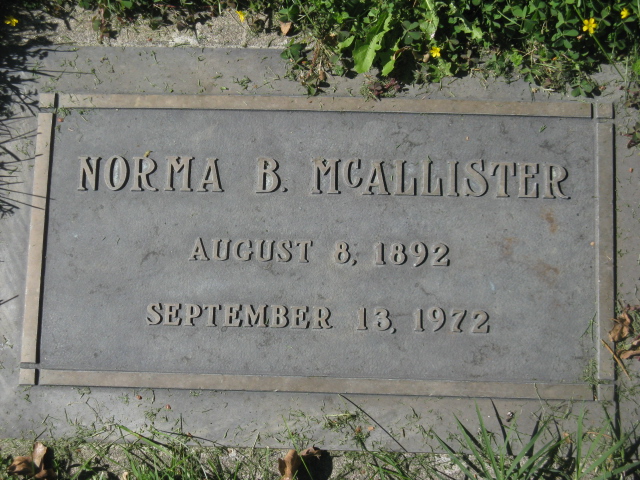 NORMA B. McALLISTER
AUGUST 8, 1892
SEPTEMBER 13, 1972